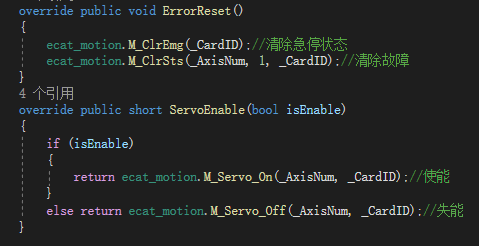 override public void ErrorReset()
{
ecat_motion.M_ClrEmg(_CardID);//清除急停状态
ecat_motion.M_ClrSts(_AxisNum, 1, _CardID);//清除故障
}
4 个引用
override public short ServoEnable(bool isEnable)
{
if (isEnable)
{
return ecat_motion.M_Servo_On(_AxisNum, _CardID);//使能
}
else return ecat_motion.M_Servo_Off(_AxisNum, _CardID);//失能
}